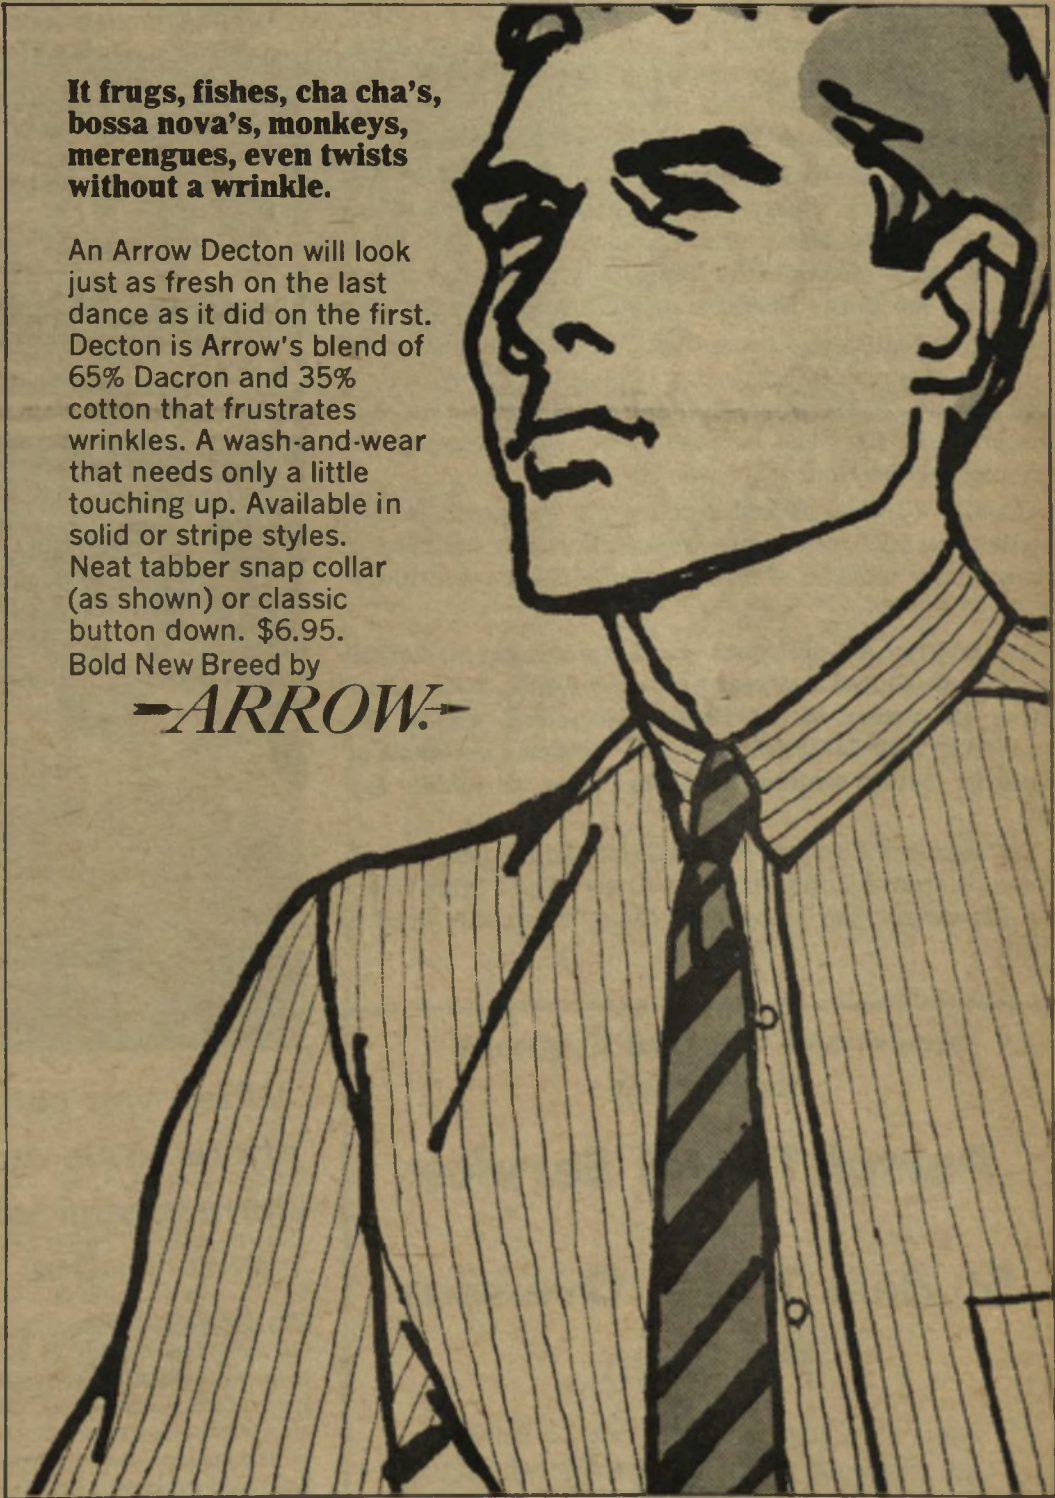 It frugs, fishes, cha cha's,
bossa nova's, monkeys,
merengues, even twists
without a wrinkle.
An Arrow Decton will look
just as fresh on the last
dance as it did on the first.
Decton is Arrow's blend of
65% Dacron and 35%
cotton that frustrates
wrinkles. A wash-and-wear
that needs only a little
touching up. Available in
solid or stripe styles.
Neat tabber snap collar
(as shown) or classic
button down. $6.95.
Bold New Breed by
ARROW.